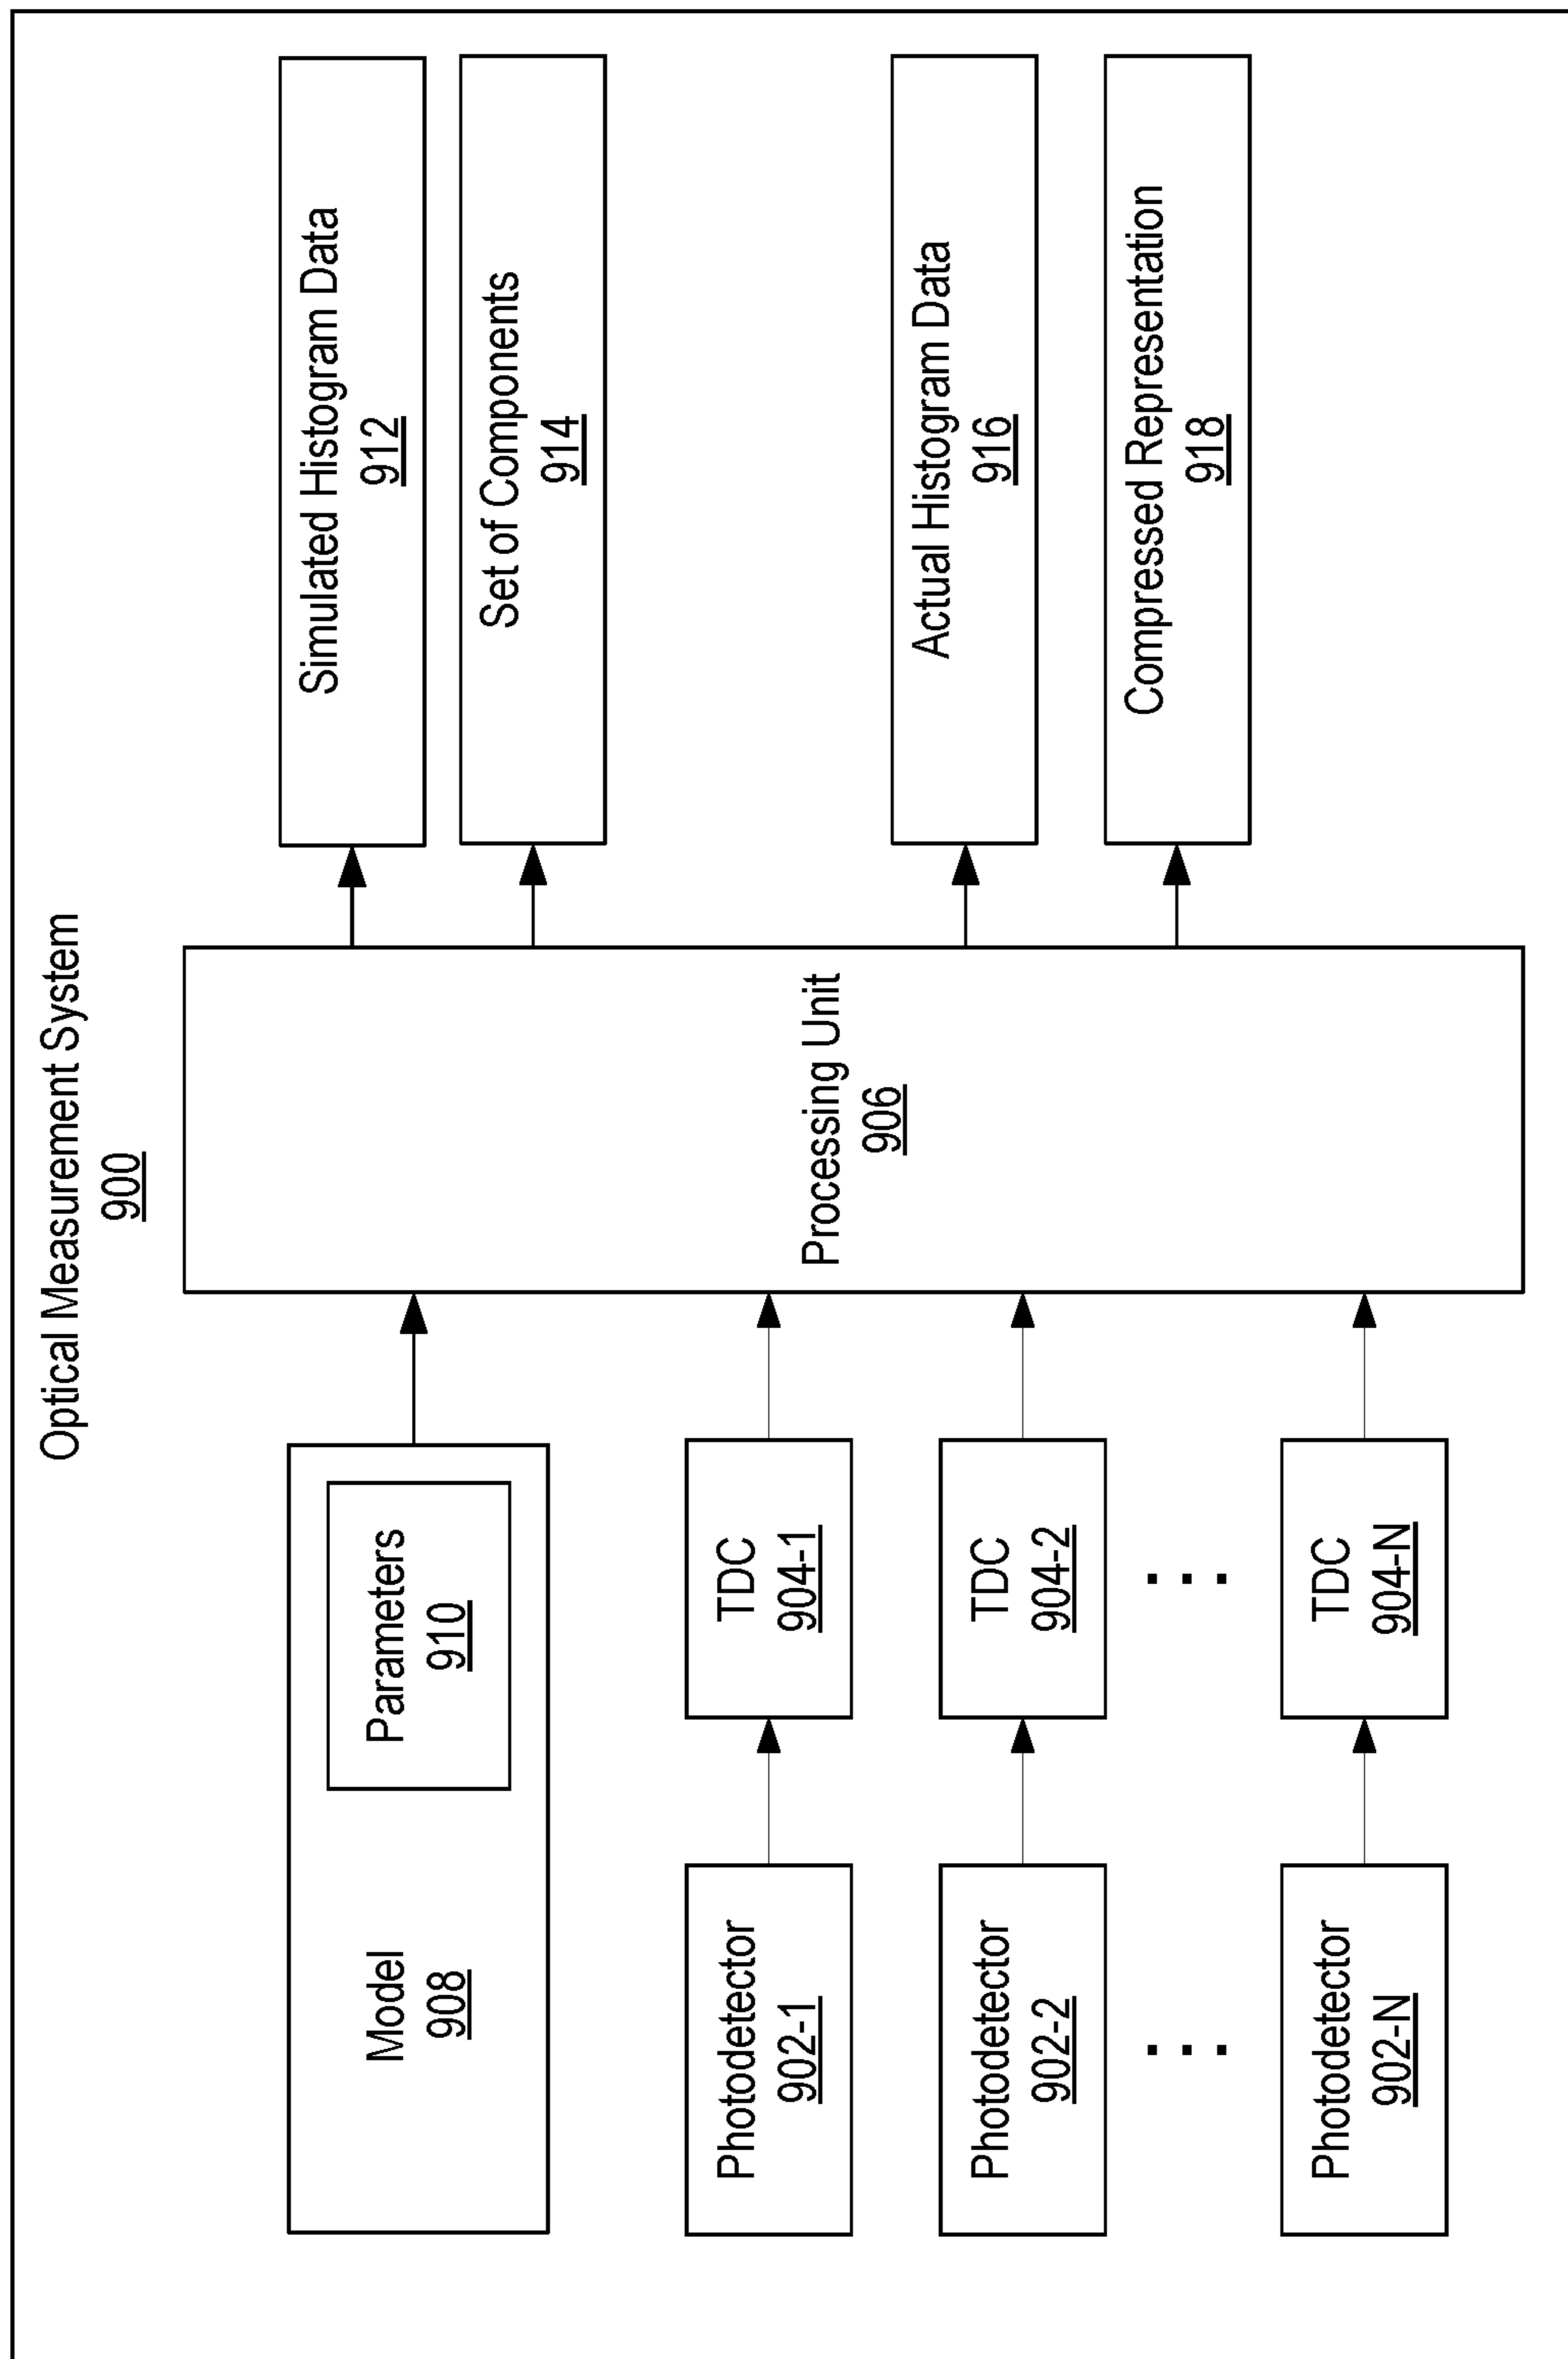 Optical Measurement System
900
Model
908
Parameters
910
Photodetector
902-1
TDC
904-1
Photodetector
902-2
TDC
904-2
Photodetector
902-N
TDC
904-N
Processing Unit
906
Simulated Histogram Data
912
Set of Components
914
Actual Histogram Data
916
Compressed Representation
918